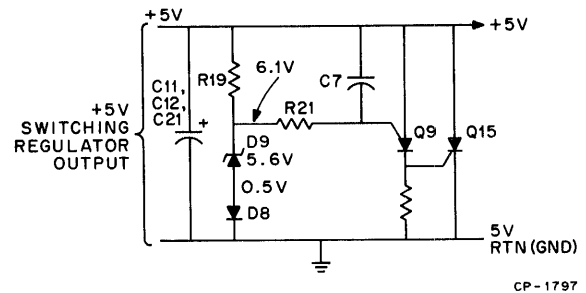 +5V
+5V
R19
6.1V
C7
C11,
C12,
C21
+
R21
Q9
Q15
+5V
SWITCHING
REGULATOR
OUTPUT
D9
5.6V
0.5V
D8
5V
RTN (GND)
CP-1797